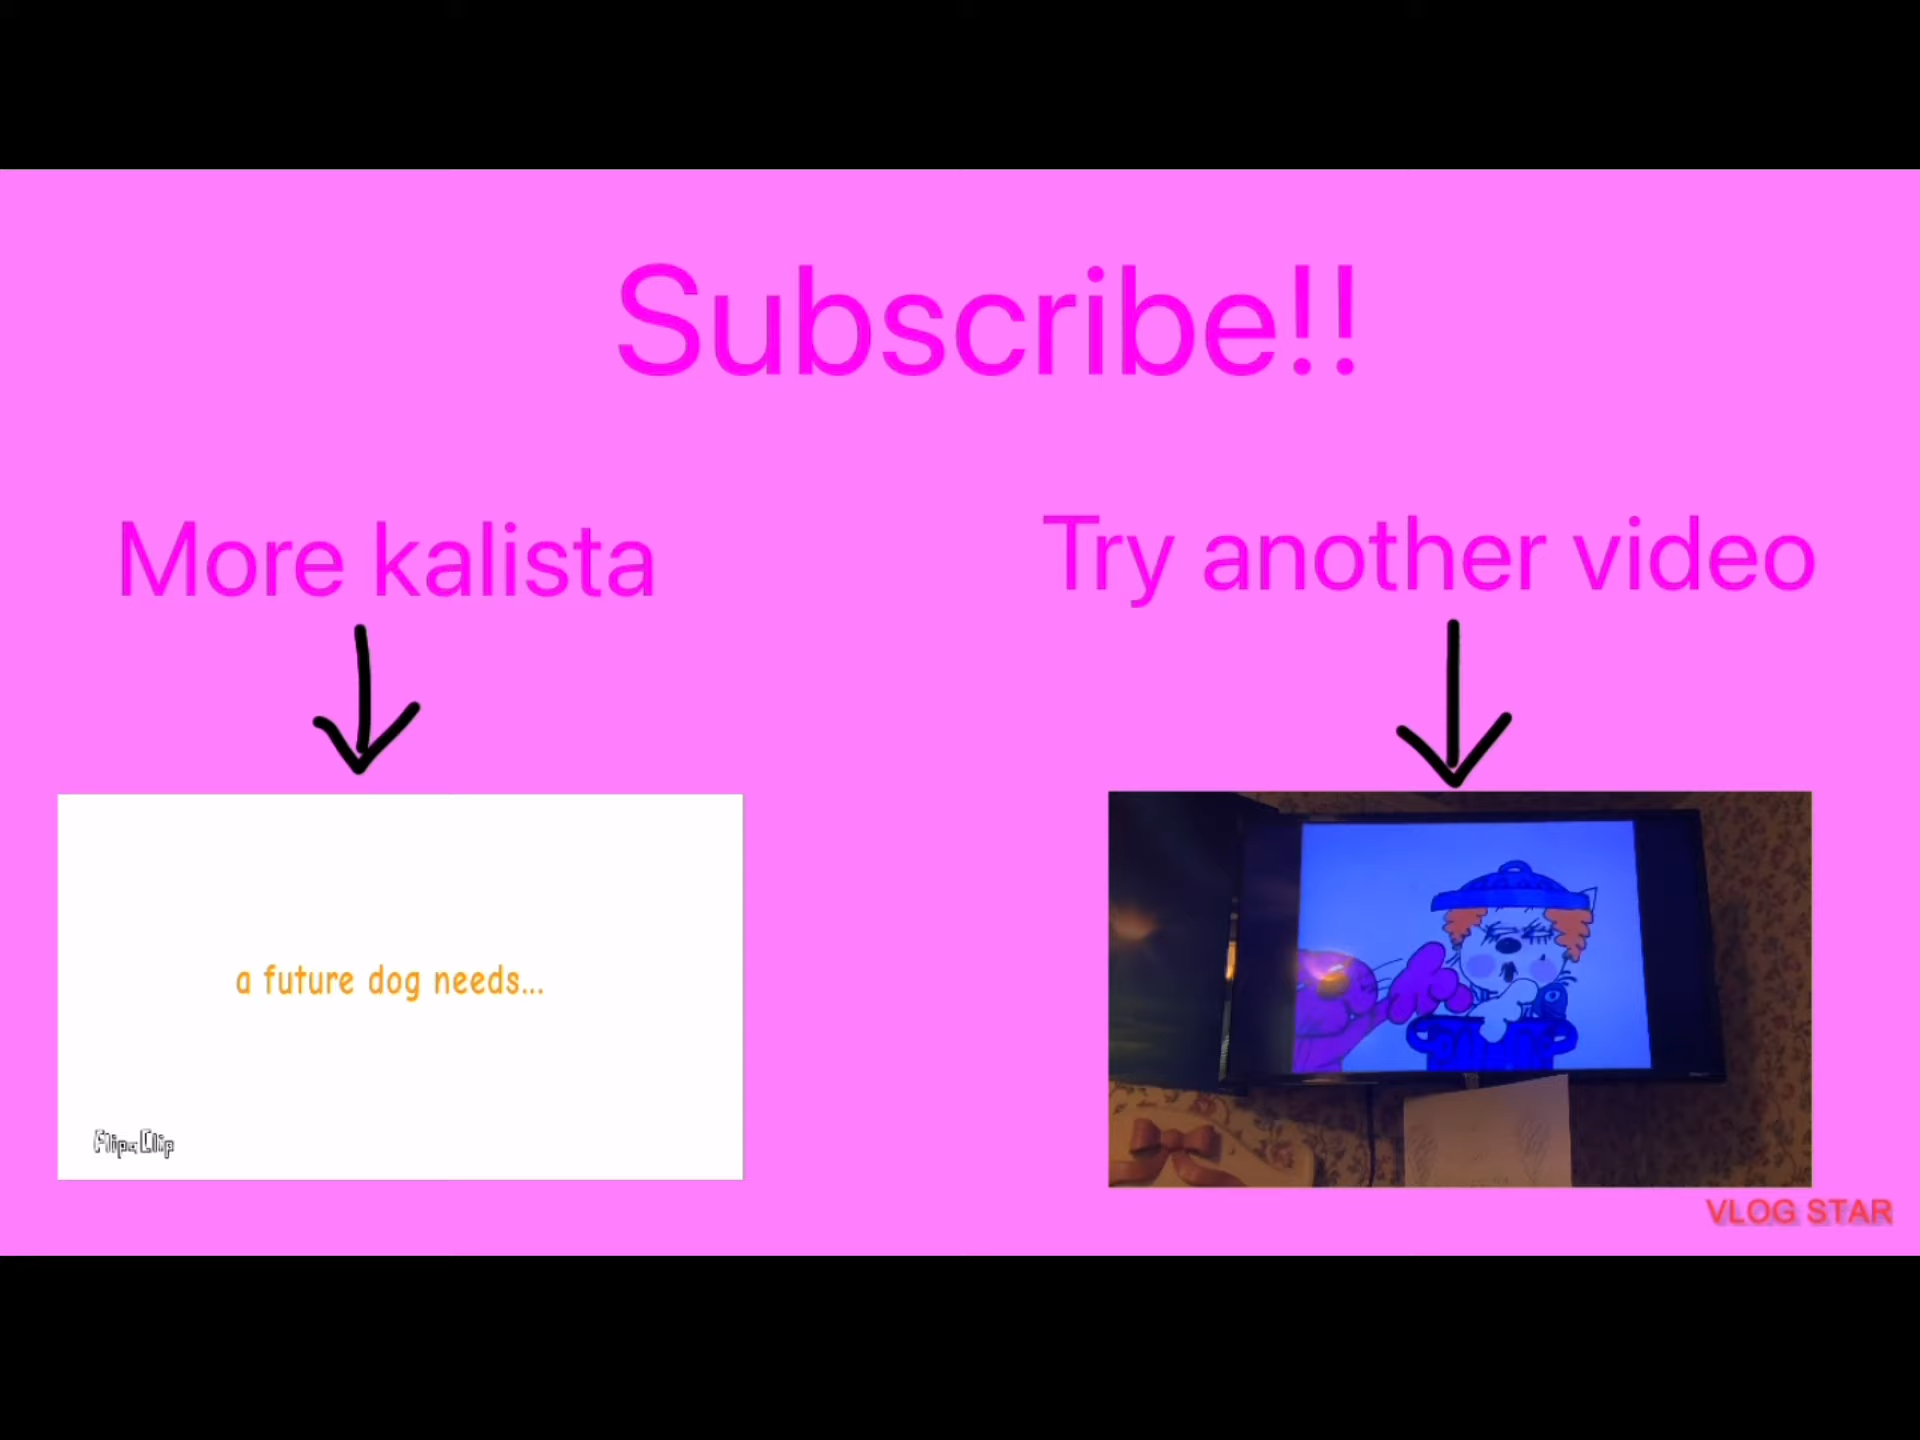 Subscribe!!
More kalista
Try another video
a future dog needs...
FlipaClip
VLOG STAR